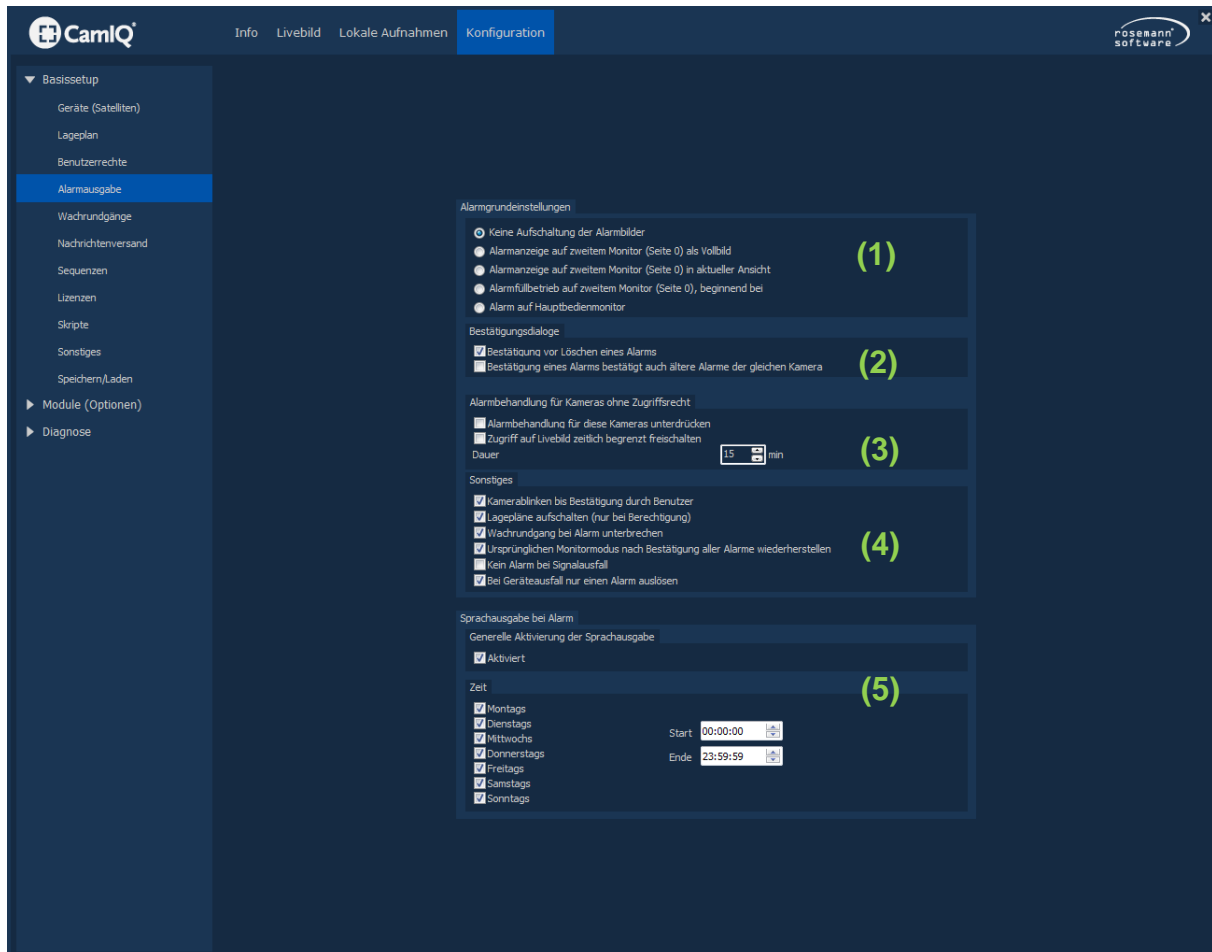 CamIQ®
Info Livebild Lokale Aufnahmen Konfiguration
rosemann®
software
Basissetup
Geräte (Satelliten)
Lageplan
Benutzerrechte
Alarmausgabe
Wachrundgänge
Nachrichtenversand
Sequenzen
Lizenzen
Skripte
Sonstiges
Speichern/Laden
Module (Optionen)
Diagnose
Alarmgrundeinstellungen
Keine Aufschaltung der Alarmbilder
Alarmanzeige auf zweitem Monitor (Seite 0) als Vollbild
(1)
Alarmanzeige auf zweitem Monitor (Seite 0) in aktueller Ansicht
Alarmfüllbetrieb auf zweitem Monitor (Seite 0), beginnend bei
Alarm auf Hauptbedienmonitor
Bestätigungsdialoge
Bestätigung vor Löschen eines Alarms
(2)
Bestätigung eines Alarms bestätigt auch ältere Alarme der gleichen Kamera
Alarmbehandlung für Kameras ohne Zugriffsrecht
Alarmbehandlung für diese Kameras unterdrücken
Zugriff auf Livebild zeitlich begrenzt freischalten
Dauer 15 min
(3)
Sonstiges
Kamerablinken bis Bestätigung durch Benutzer
Lagepläne aufschalten (nur bei Berechtigung)
Wachrundgang bei Alarm unterbrechen
Ursprünglichen Monitormodus nach Bestätigung aller Alarme wiederherstellen
(4)
Kein Alarm bei Signalausfall
Bei Geräteausfall nur einen Alarm auslösen
Sprachausgabe bei Alarm
Generelle Aktivierung der Sprachausgabe
Aktiviert
Zeit
(5)
Montags
Dienstags
Mittwochs
Donnerstags
Freitags
Samstags
Sonntags
Start 00:00:00
Ende 23:59:59